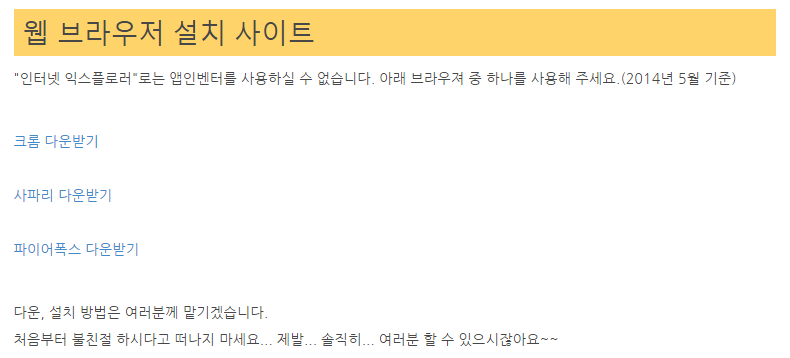 웹 브라우저 설치 사이트
"인터넷 익스플로러"로는 앱인벤터를 사용하실 수 없습니다. 아래 브라우져 중 하나를 사용해 주세요.(2014년 5월 기준)
크롬 다운받기
사파리 다운받기
파이어폭스 다운받기
다운, 설치 방법은 여러분께 맡기겠습니다.
처음부터 불친절 하시다고 떠나지 마세요... 제발... 솔직히... 여러분 할 수 있으시잖아요~~